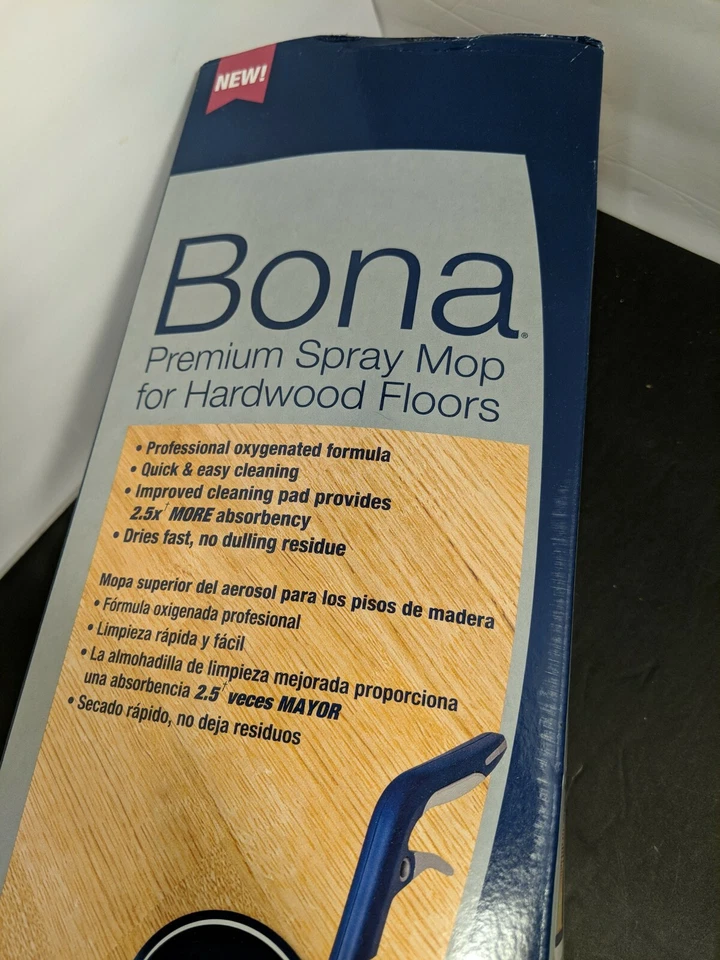 NEW!
Bona®
Premium Spray Mop
for Hardwood Floors
• Professional oxygenated formula
• Quick & easy cleaning
• Improved cleaning pad provides
2.5x† MORE absorbency
• Dries fast, no dulling residue
Mopa superior del aerosol para los pisos de madera
• Fórmula oxigenada profesional
• Limpieza rápida y fácil
• La almohadilla de limpieza mejorada proporciona
una absorbencia 2.5† veces MAYOR
• Secado rápido, no deja residuos